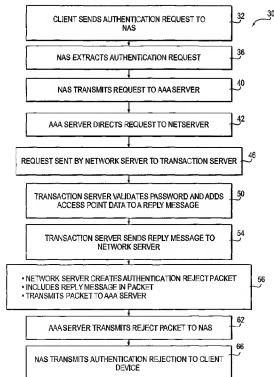 CLIENT SENDS AUTHENTICATION REQUEST TO
NAS
32
30
NAS EXTRACTS AUTHENTICATION REQUEST
36
NAS TRANSMITS REQUEST TO AAA SERVER
40
AAA SERVER DIRECTS REQUEST TO NETSERVER
42
REQUEST SENT BY NETWORK SERVER TO TRANSACTION SERVER
46
TRANSACTION SERVER VALIDATES PASSWORD AND ADDS
ACCESS POINT DATA TO A REPLY MESSAGE
50
TRANSACTION SERVER SENDS REPLY MESSAGE TO
NETWORK SERVER
54
• NETWORK SERVER CREATES AUTHENTICATION REJECT PACKET
• INCLUDES REPLY MESSAGE IN PACKET
• TRANSMITS PACKET TO AAA SERVER
56
AAA SERVER TRANSMITS REJECT PACKET TO NAS
62
NAS TRANSMITS AUTHENTICATION REJECTION TO CLIENT
DEVICE
66